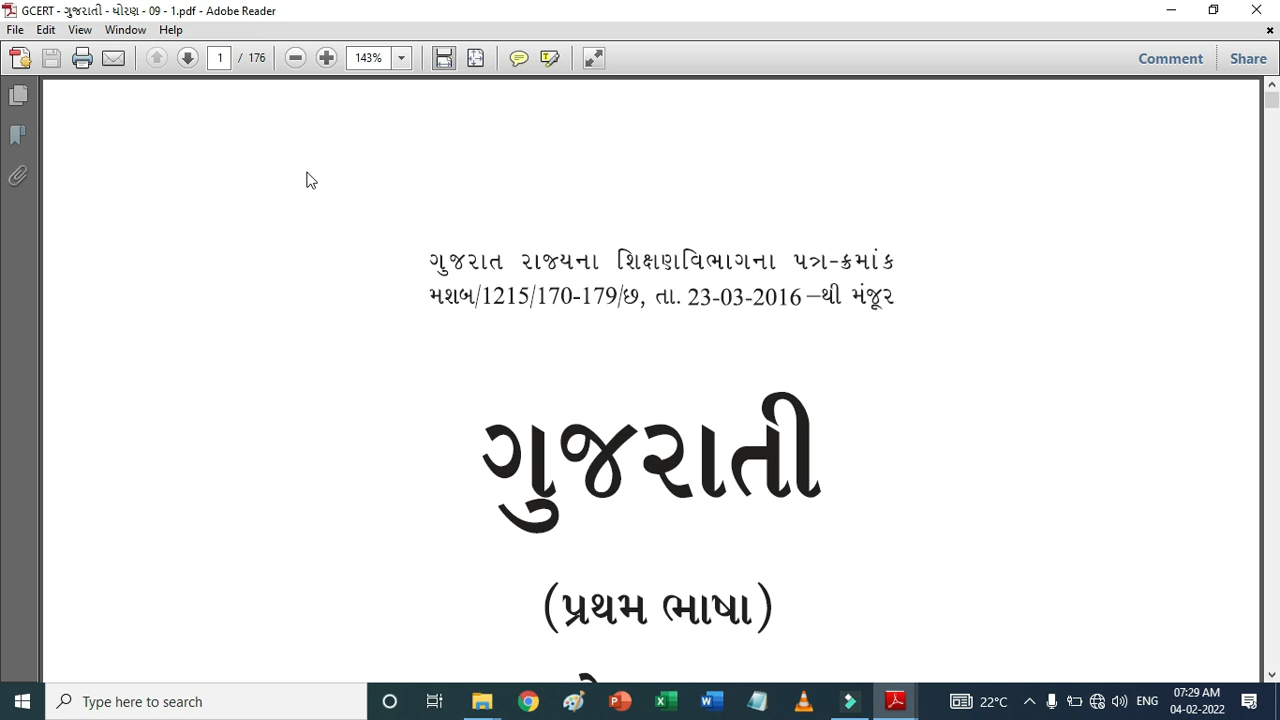 GCERT - ગુજરાતી - ધોરણ - 09 - 1.pdf - Adobe Reader
File Edit View Window Help
1 / 176 143% Comment Share
ગુજરાત રાજ્યના શિક્ષણવિભાગના પત્ર-ક્રમાંક
મશબ/1215/170-179/છ, તા. 23-03-2016 –થી મંજૂર
ગુજરાતી
(પ્રથમ ભાષા)
Type here to search 22°C ENG 07:29 AM
04-02-2022